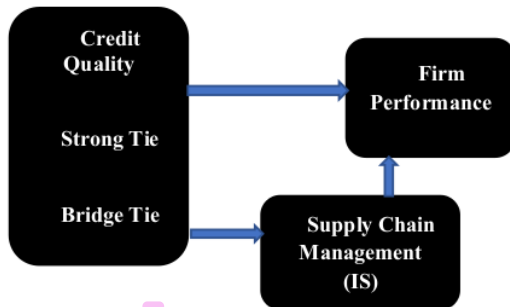 Credit
Quality
Strong Tie
Bridge Tie
Firm
Performance
Supply Chain
Management
(IS)